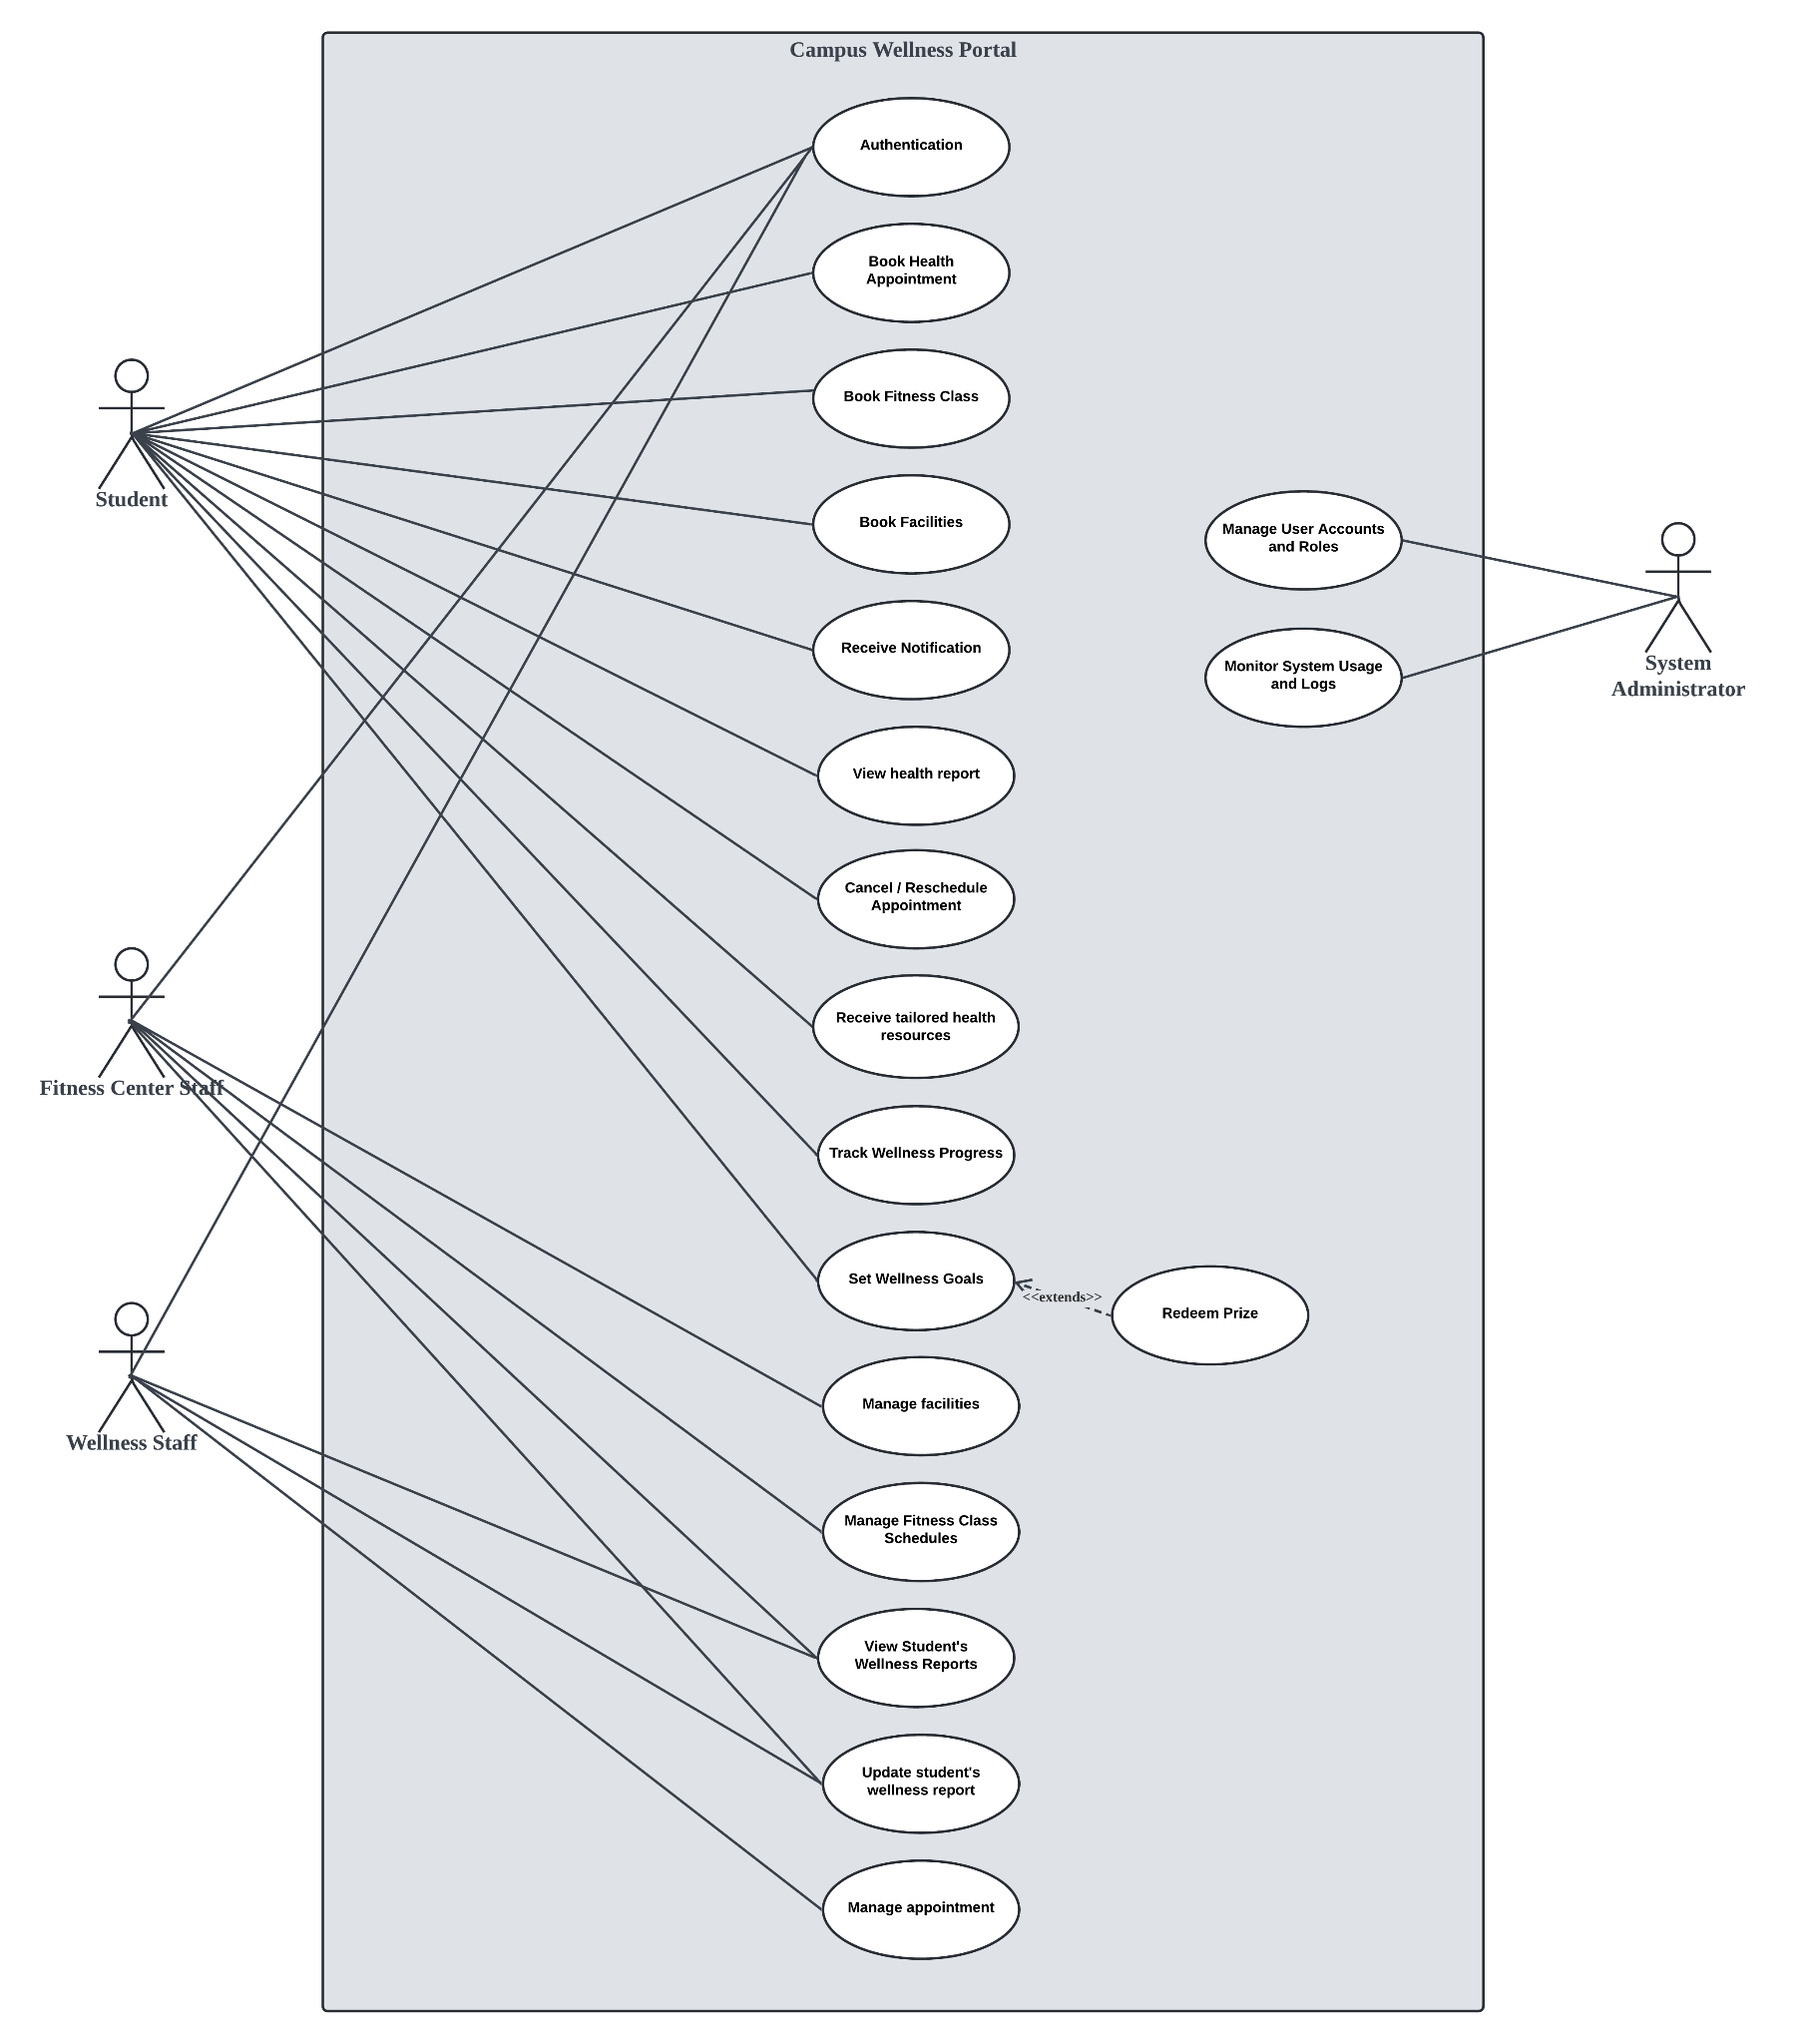 Campus Wellness Portal
Authentication
Book Health
Appointment
Book Fitness Class
Student
Book Facilities
Manage User Accounts
and Roles
Receive Notification
Monitor System Usage
and Logs
System
Administrator
View health report
Cancel / Reschedule
Appointment
Receive tailored health
resources
Fitness Center Staff
Track Wellness Progress
Set Wellness Goals
<<extends>>
Redeem Prize
Manage facilities
Wellness Staff
Manage Fitness Class
Schedules
View Student's
Wellness Reports
Update student's
wellness report
Manage appointment